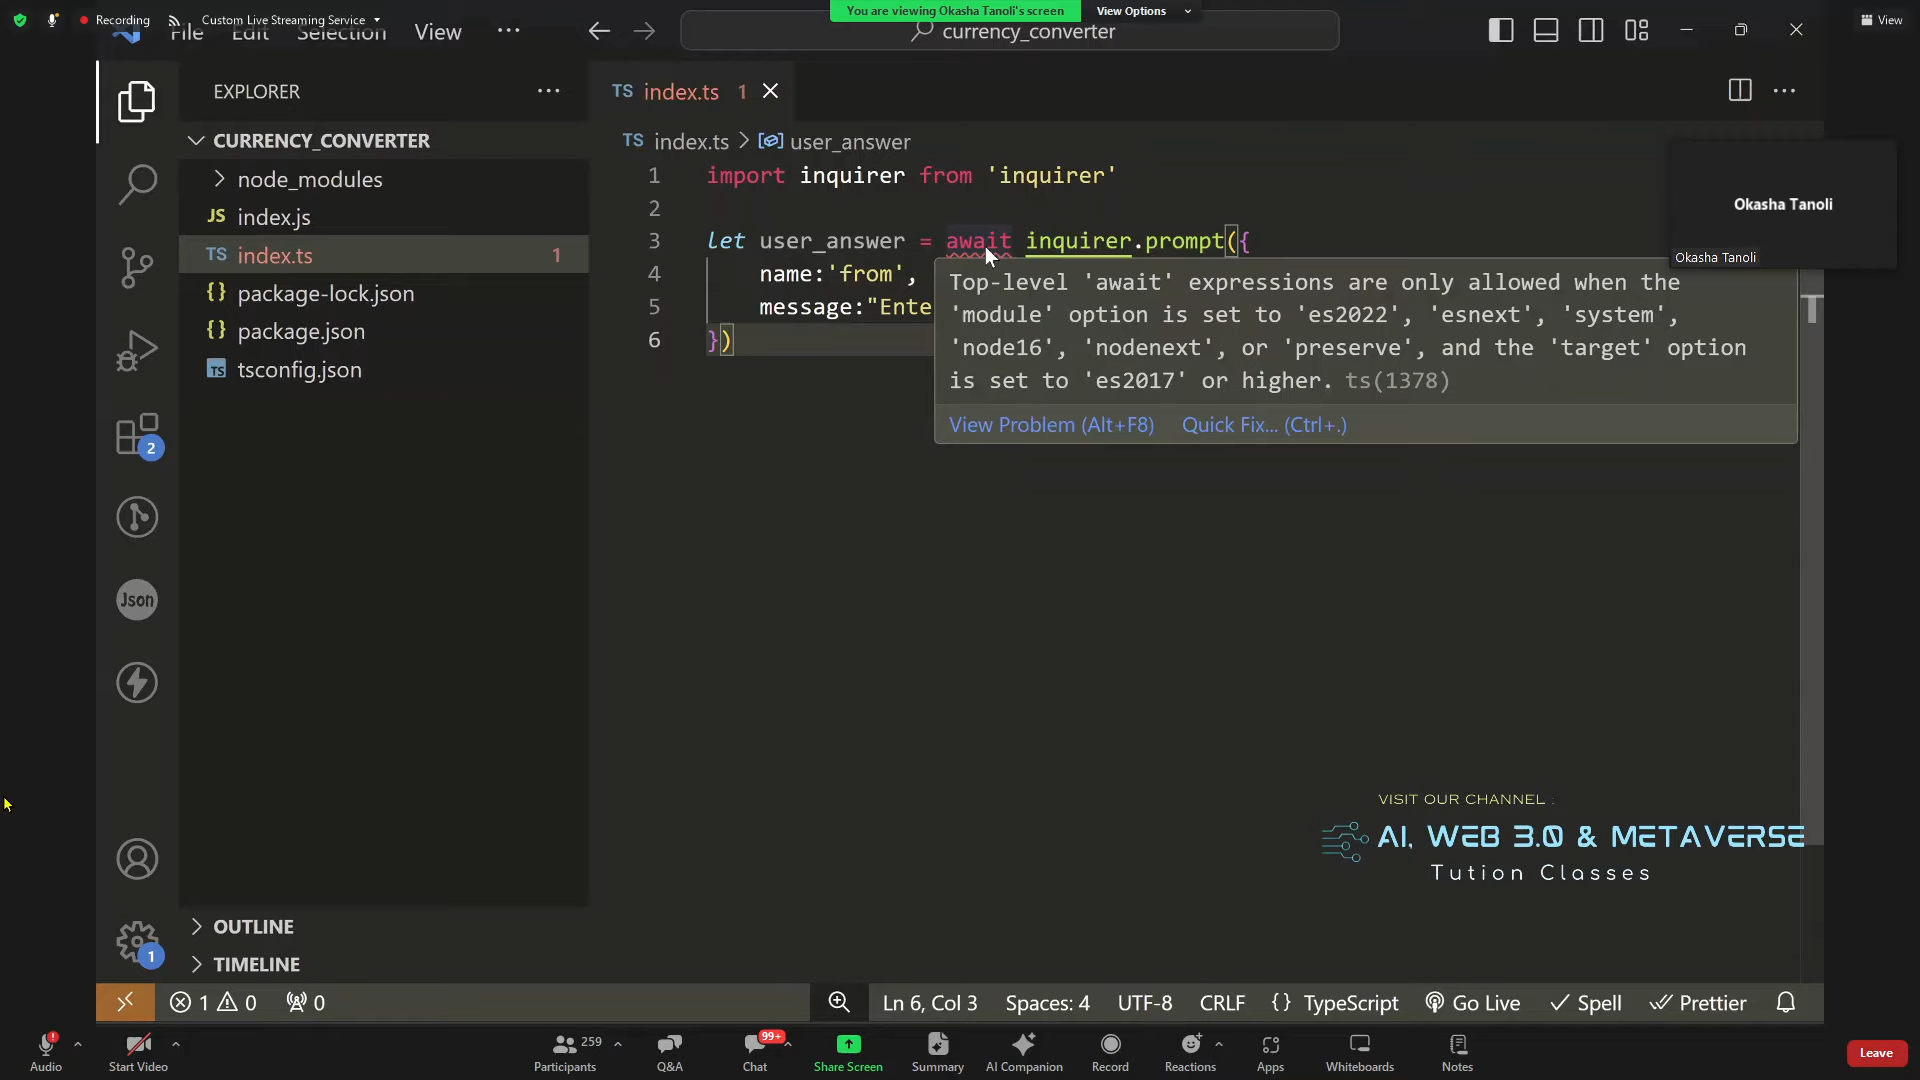 Recording
Custom Live Streaming Service
You are viewing Okasha Tanoli's screen
View Options
View
File Edit Selection View ···
currency_converter
EXPLORER ···
TS index.ts 1
···
CURRENCY_CONVERTER
node_modules
JS index.js
TS index.ts 1
{} package-lock.json
{} package.json
TS tsconfig.json
TS index.ts > user_answer
1 import inquirer from 'inquirer'
2
3 let user_answer = await inquirer.prompt({
4 name:'from',
5 message:"Ente
6 })
Top-level 'await' expressions are only allowed when the
'module' option is set to 'es2022', 'esnext', 'system',
'node16', 'nodenext', or 'preserve', and the 'target' option
is set to 'es2017' or higher. ts(1378)
View Problem (Alt+F8) Quick Fix... (Ctrl+.)
Okasha Tanoli
Okasha Tanoli
T
2
Json
1
VISIT OUR CHANNEL :
AI, WEB 3.0 & METAVERSE
Tution Classes
OUTLINE
TIMELINE
1 0 0
Ln 6, Col 3 Spaces: 4 UTF-8 CRLF {} TypeScript Go Live Spell Prettier
Audio
Start Video
259
Participants
Q&A
99+
Chat
Share Screen
Summary
AI Companion
Record
Reactions
Apps
Whiteboards
Notes
Leave